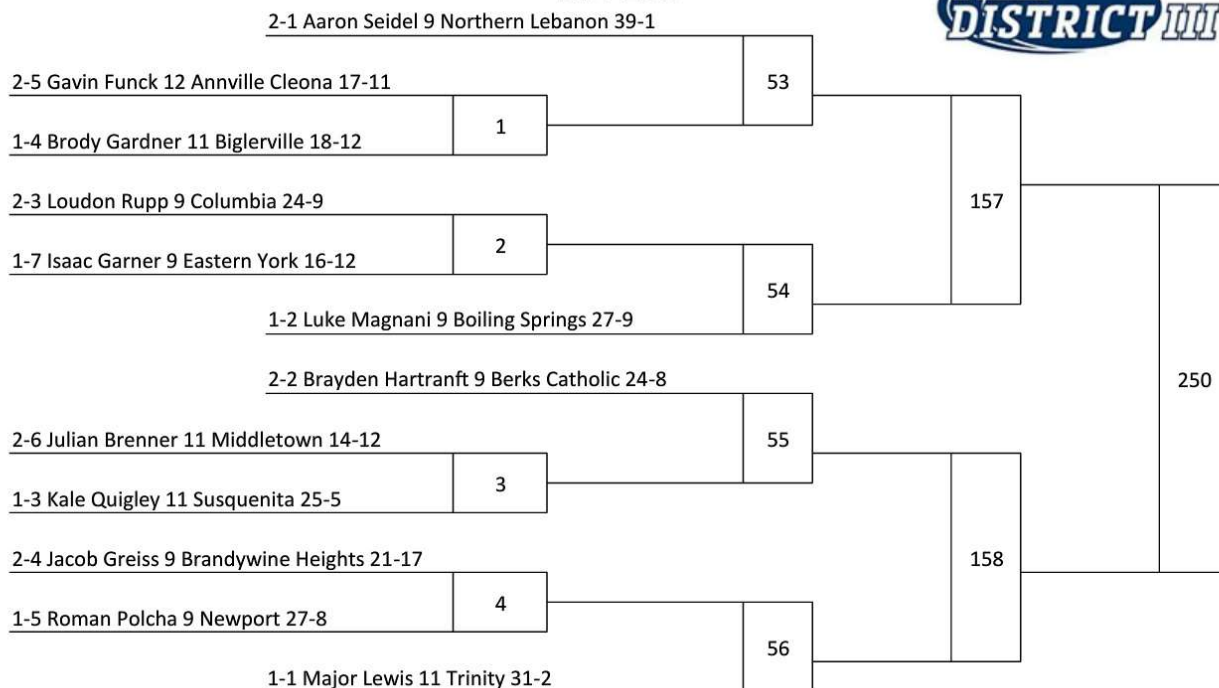 2-1 Aaron Seidel 9 Northern Lebanon 39-1
DISTRICT III
2-5 Gavin Funck 12 Annville Cleona 17-11
53
1
1-4 Brody Gardner 11 Biglerville 18-12
2-3 Loudon Rupp 9 Columbia 24-9
157
2
1-7 Isaac Garner 9 Eastern York 16-12
54
1-2 Luke Magnani 9 Boiling Springs 27-9
2-2 Brayden Hartranft 9 Berks Catholic 24-8
250
2-6 Julian Brenner 11 Middletown 14-12
55
3
1-3 Kale Quigley 11 Susquenita 25-5
2-4 Jacob Greiss 9 Brandywine Heights 21-17
158
4
1-5 Roman Polcha 9 Newport 27-8
56
1-1 Major Lewis 11 Trinity 31-2